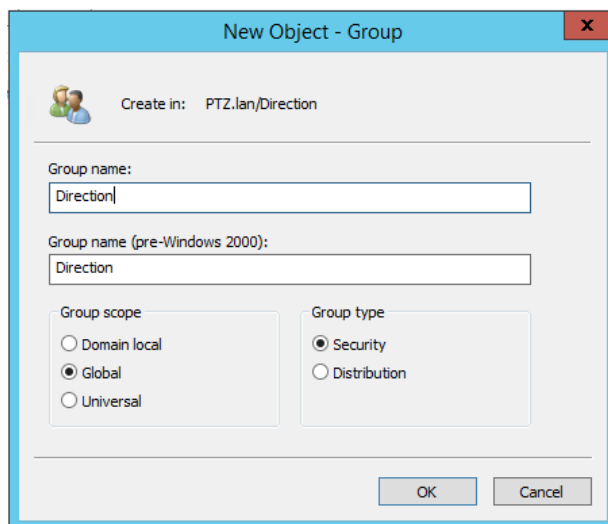 New Object - Group
Create in: PTZ.lan/Direction
Group name:
Direction
Group name (pre-Windows 2000):
Direction
Group scope
Domain local
Global
Universal
Group type
Security
Distribution
OK
Cancel